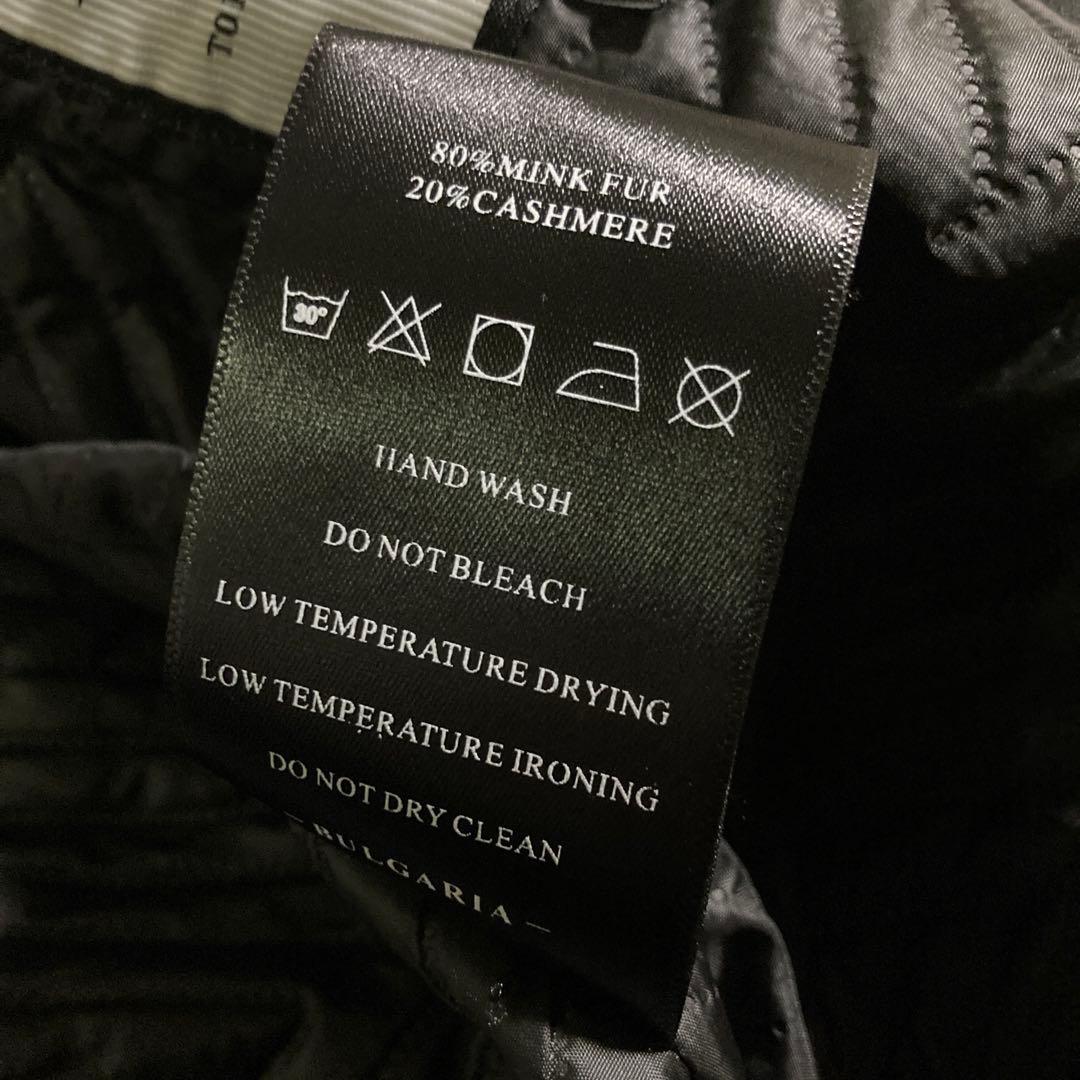 80%MINK FUR
20%CASHMERE
30°
HAND WASH
DO NOT BLEACH
LOW TEMPERATURE DRYING
LOW TEMPERATURE IRONING
DO NOT DRY CLEAN
– BULGARIA –